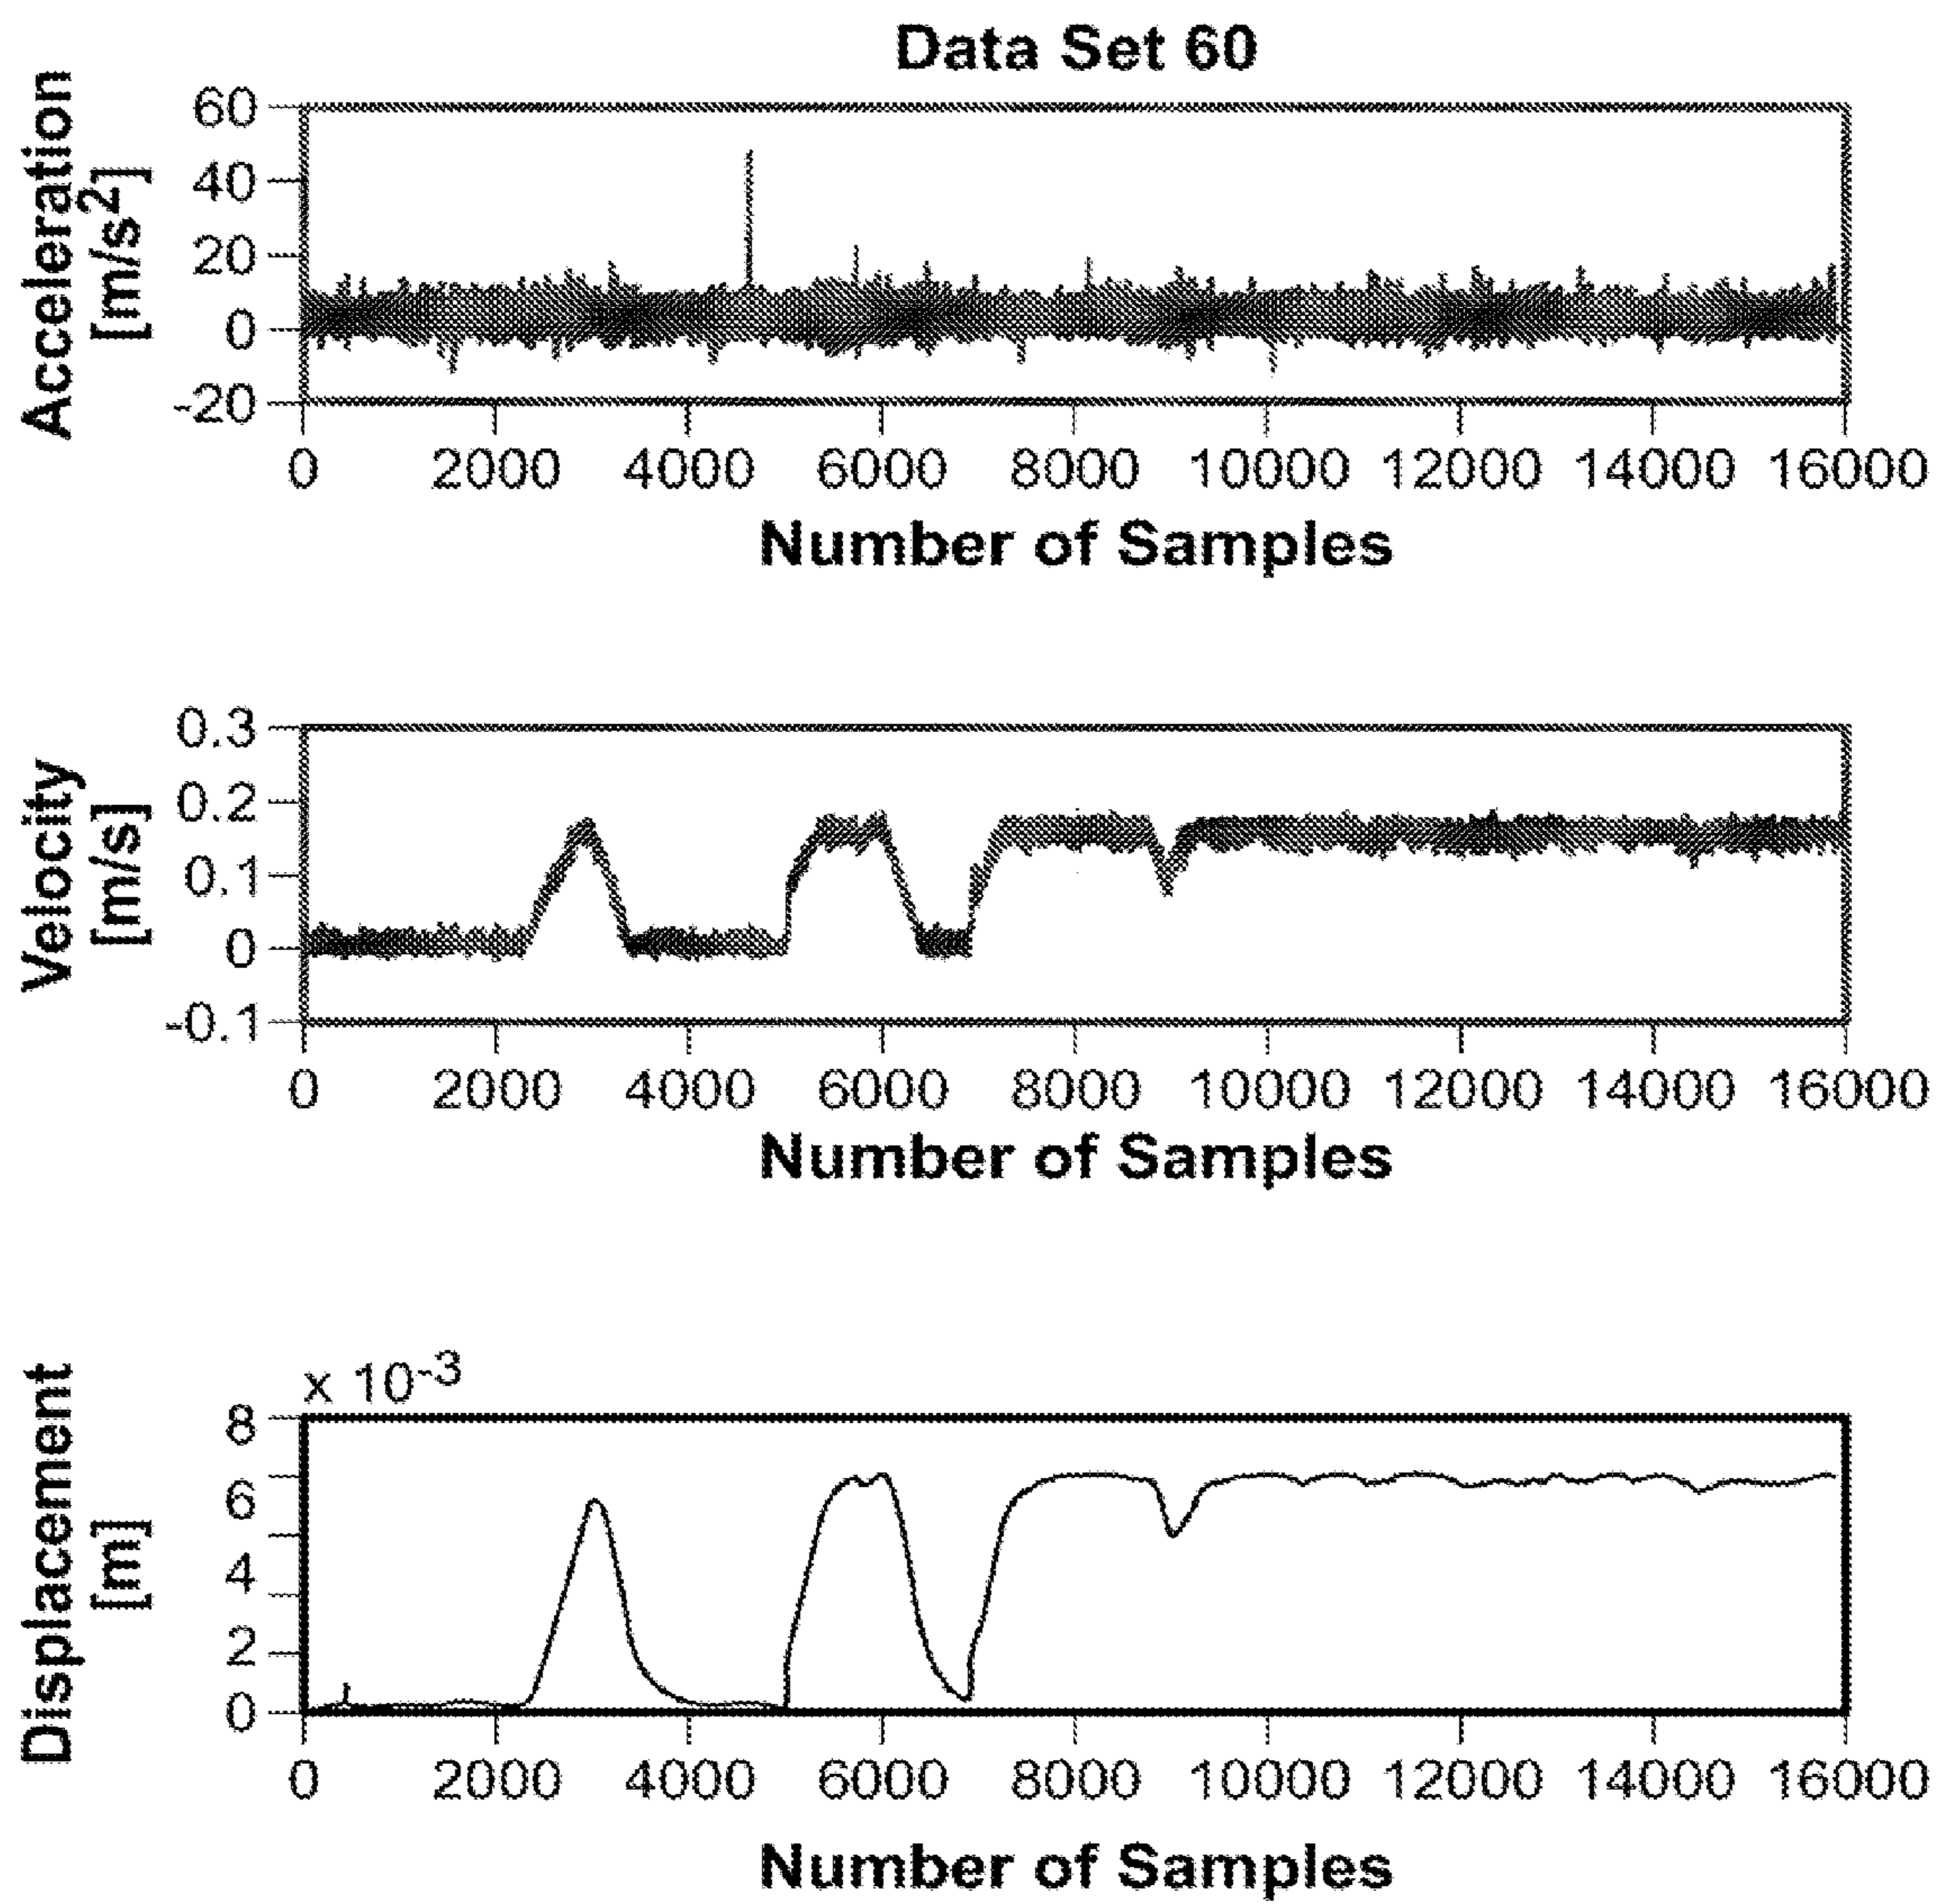 Data Set 60
Acceleration
[m/s2]
60
40
20
0
-20
0 2000 4000 6000 8000 10000 12000 14000 16000
Number of Samples
Velocity
[m/s]
0.3
0.2
0.1
0
-0.1
0 2000 4000 6000 8000 10000 12000 14000 16000
Number of Samples
Displacement
[m]
x 10-3
8
6
4
2
0
0 2000 4000 6000 8000 10000 12000 14000 16000
Number of Samples